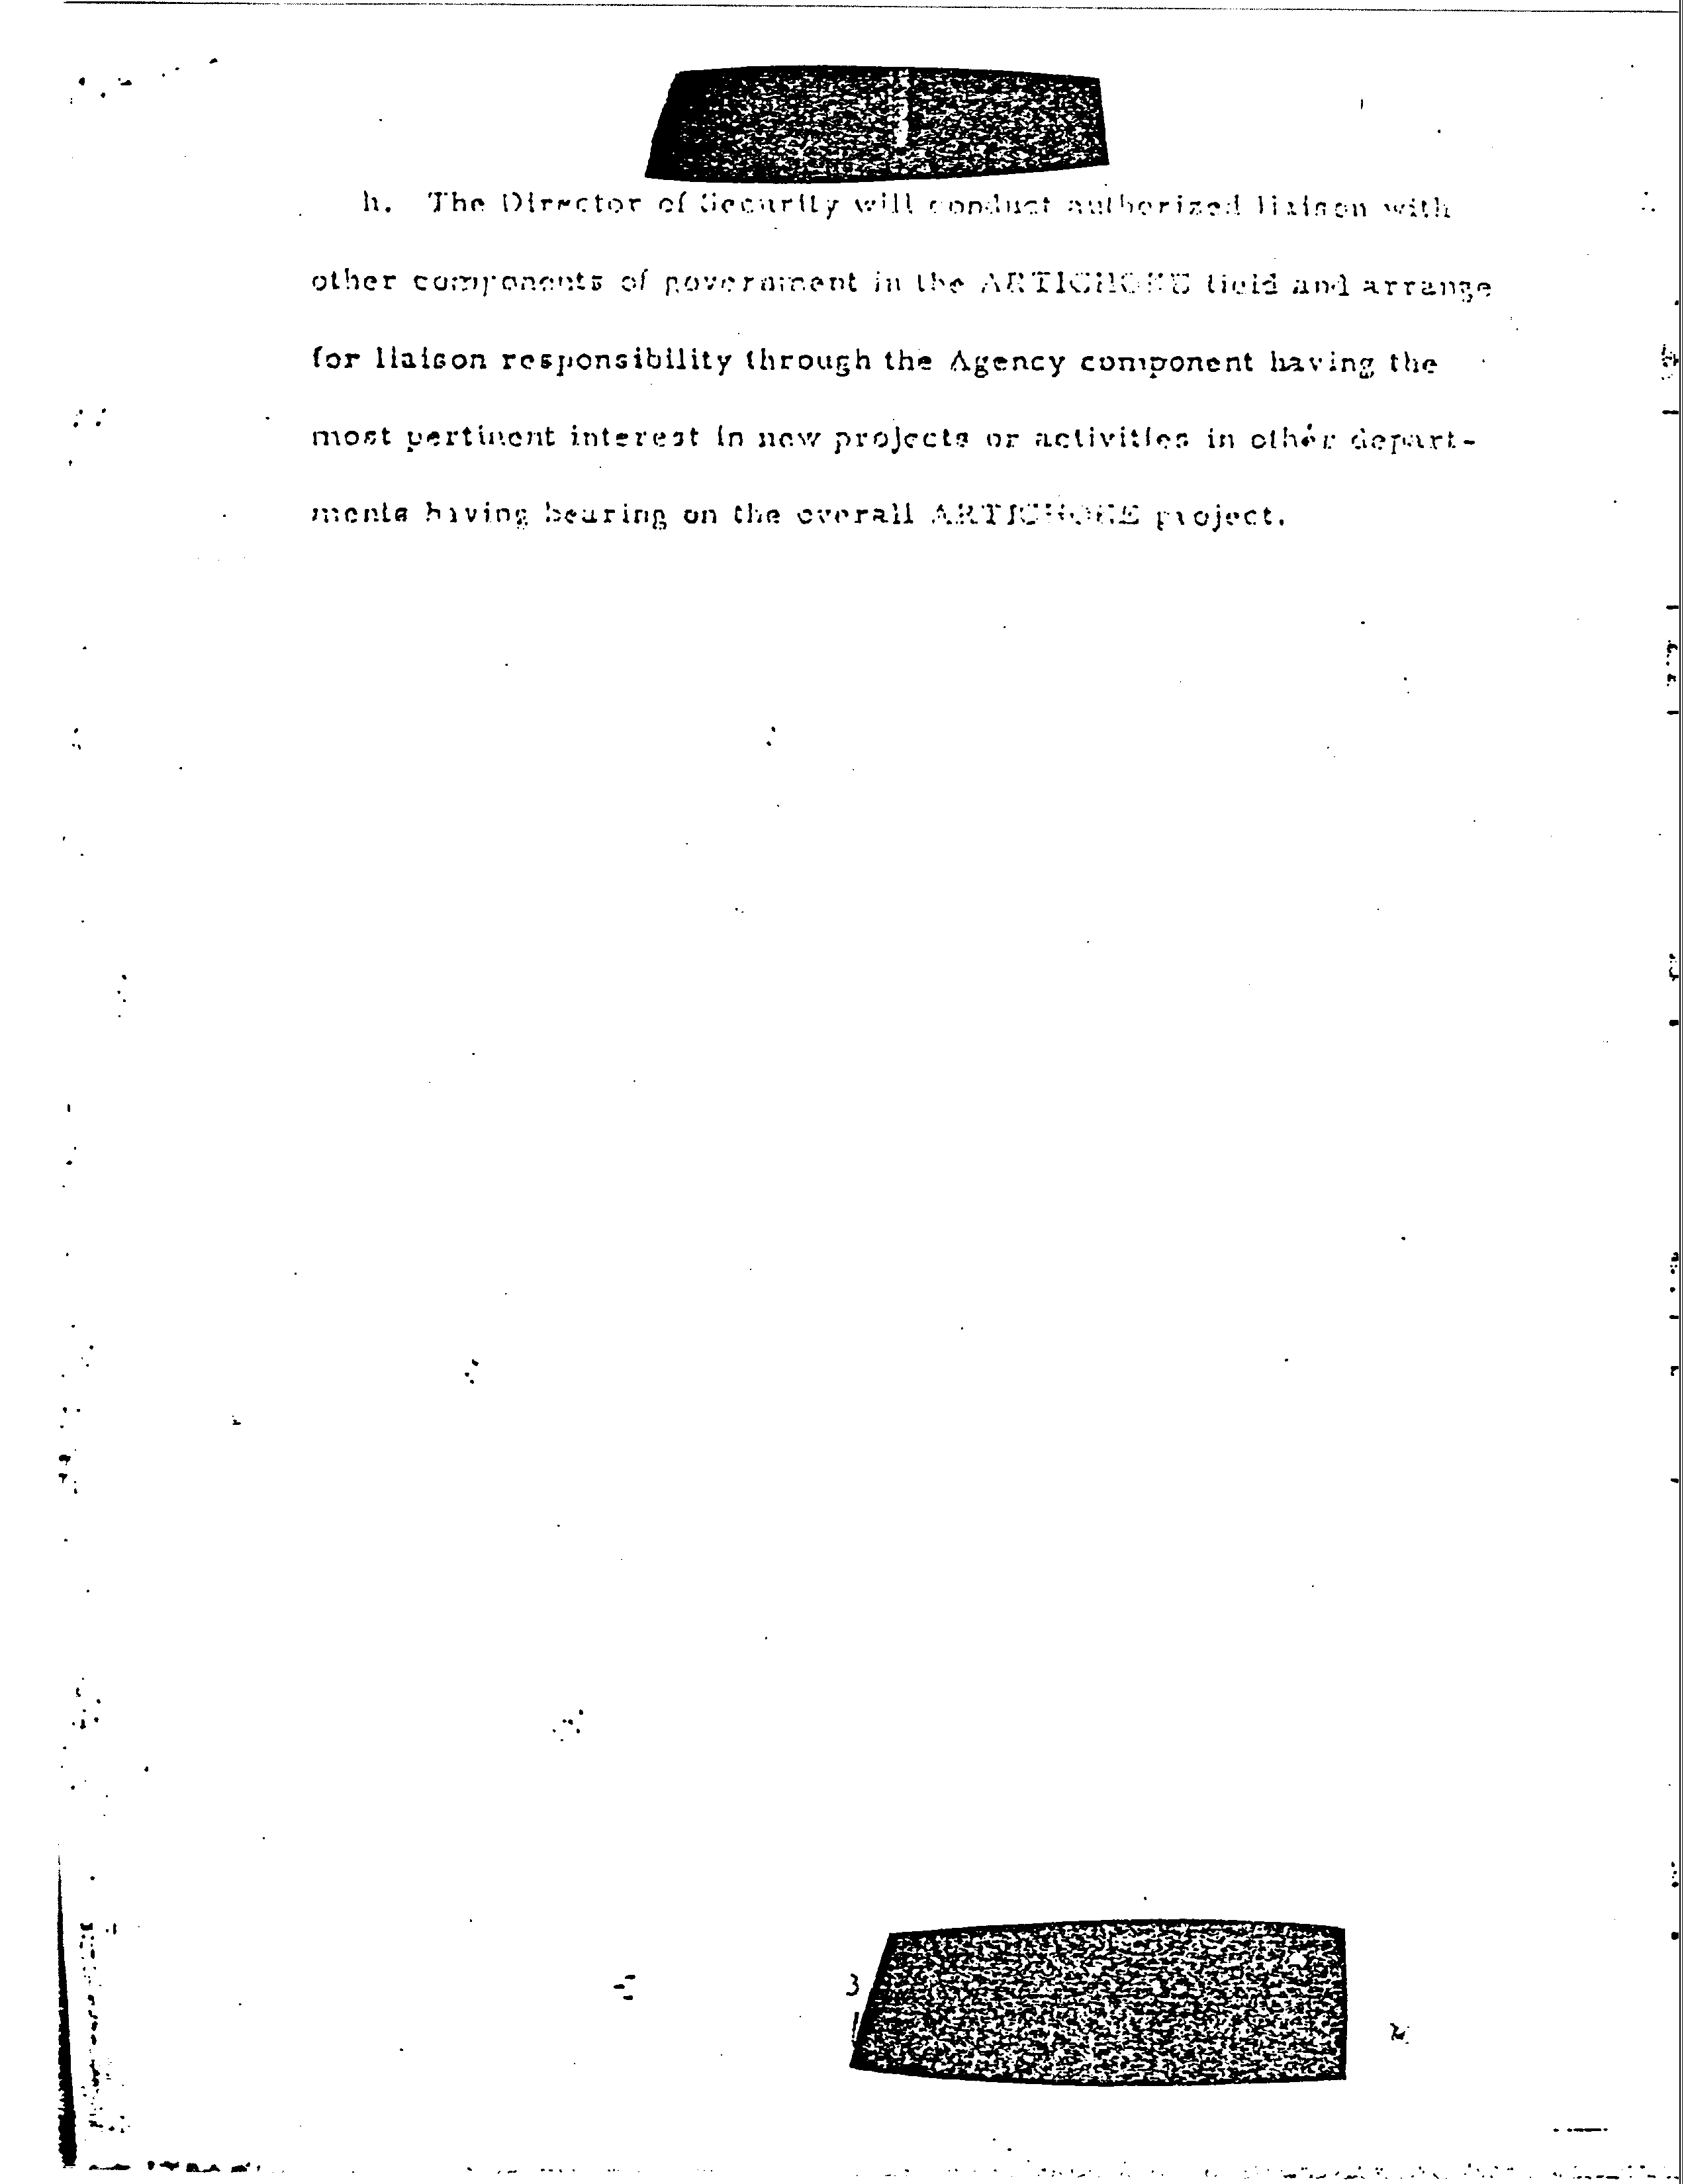 h. The Director of Security will conduct authorized liaison with
other components of government in the ARTICHOKE field and arrange
for liaison responsibility through the Agency component having the
most pertinent interest in new projects or activities in other depart-
ments having bearing on the overall ARTICHOKE project.
3